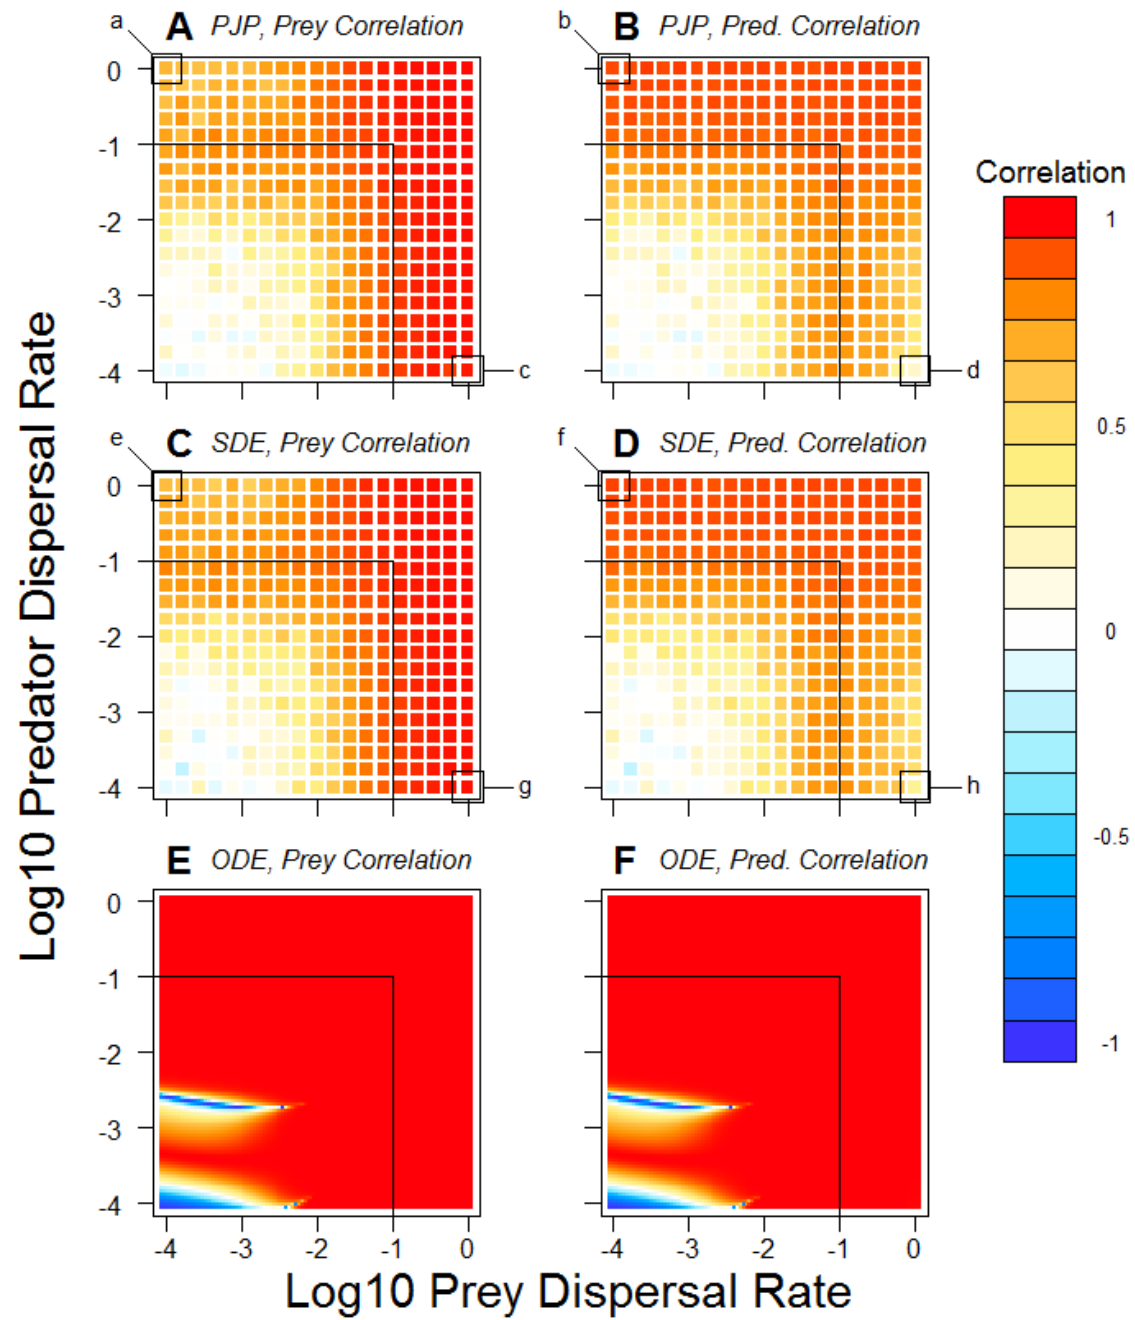 a A PJP, Prey Correlation
b B PJP, Pred. Correlation
0
-1
-2
-3
-4
c
d
Correlation
1
0.5
0
-0.5
-1
e C SDE, Prey Correlation
f D SDE, Pred. Correlation
0
-1
-2
-3
-4
g
h
E ODE, Prey Correlation
F ODE, Pred. Correlation
0
-1
-2
-3
-4
-4 -3 -2 -1 0
-4 -3 -2 -1 0
Log10 Predator Dispersal Rate
Log10 Prey Dispersal Rate